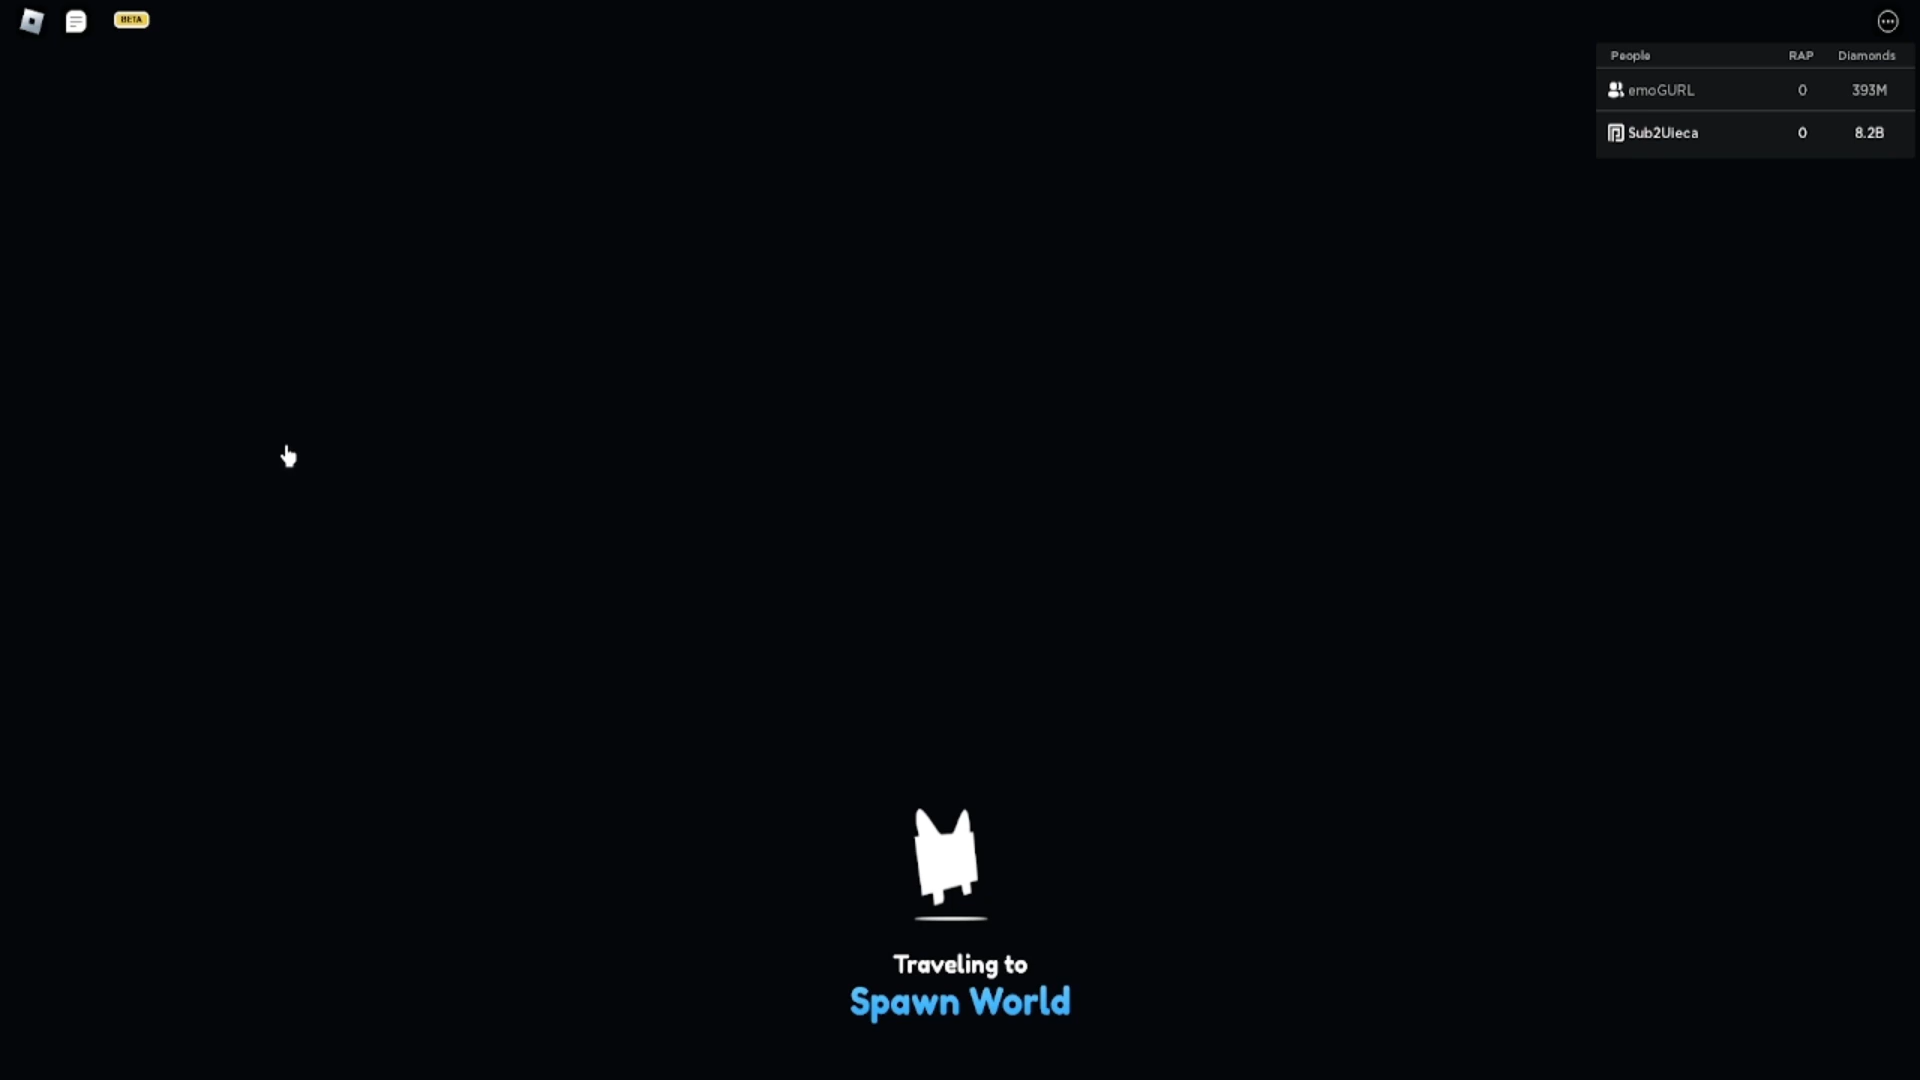 BETA
People RAP Diamonds
emoGURL 0 393M
Sub2Uieca 0 8.2B
Traveling to
Spawn World